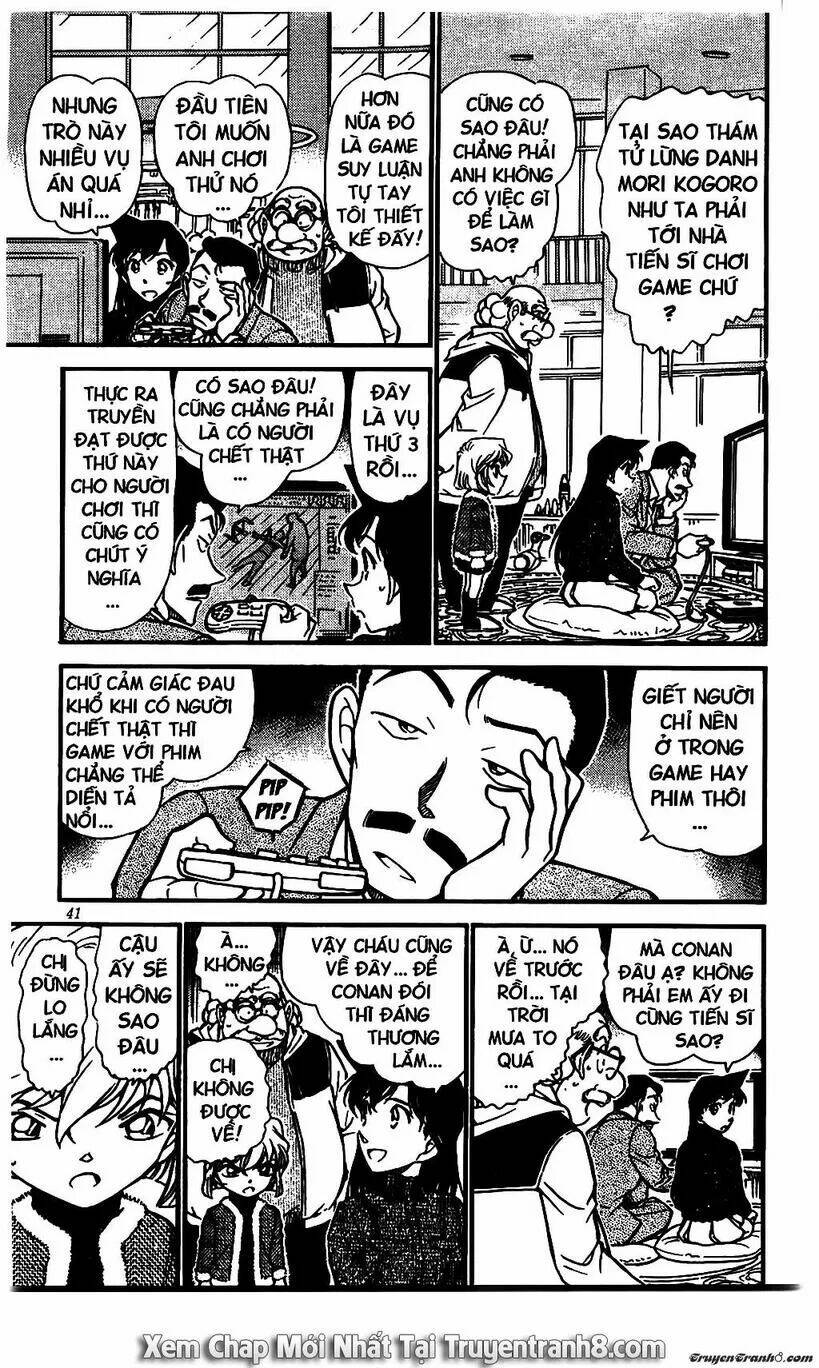 TẠI SAO THÁM
TỬ LỪNG DANH
MORI KOGORO
NHƯ TA PHẢI
TỚI NHÀ
TIẾN SĨ CHƠI
GAME CHỨ
?
CŨNG CÓ
SAO ĐÂU!
CHẲNG PHẢI
ANH KHÔNG
CÓ VIỆC GÌ
ĐỂ LÀM
SAO?
HƠN
NỮA ĐÓ
LÀ GAME
SUY LUẬN
TỰ TAY
TÔI THIẾT
KẾ ĐẤY!
ĐẦU TIÊN
TÔI MUỐN
ANH CHƠI
THỬ NÓ
...
NHƯNG
TRÒ NÀY
NHIỀU VỤ
ÁN QUÁ
NHỈ...
ĐÂY
LÀ VỤ
THỨ 3
RỒI...
CÓ SAO ĐÂU!
CŨNG CHẲNG PHẢI
LÀ CÓ NGƯỜI
CHẾT THẬT
...
THỰC RA
TRUYỀN
ĐẠT ĐƯỢC
THỨ NÀY
CHO NGƯỜI
CHƠI THÌ
CŨNG CÓ
CHÚT Ý
NGHĨA
...
GIẾT NGƯỜI
CHỈ NÊN
Ở TRONG
GAME HAY
PHIM THÔI
...
CHỨ CẢM GIÁC ĐAU
KHỔ KHI CÓ NGƯỜI
CHẾT THẬT THÌ
GAME VỚI PHIM
CHẲNG THỂ
DIỄN TẢ
NỔI...
PIP
PIP!
41
MÀ CONAN
ĐÂU Ạ? KHÔNG
PHẢI EM ẤY ĐI
CÙNG TIẾN SĨ
SAO?
À, Ừ... NÓ
VỀ TRƯỚC
RỒI... TẠI
TRỜI
MƯA TO
QUÁ
...
VẬY CHÁU CŨNG
VỀ ĐÂY... ĐỂ
CONAN ĐÓI
THÌ ĐÁNG
THƯƠNG
LẮM...
À...
KHÔNG
...
CHỊ
KHÔNG
ĐƯỢC
VỀ!
CẬU
ẤY SẼ
KHÔNG
SAO
ĐÂU
...
CHỊ
ĐỪNG
LO
LẮNG
...
Xem Chap Mới Nhất Tại Truyentranh8.com
TruyenTranh8.com